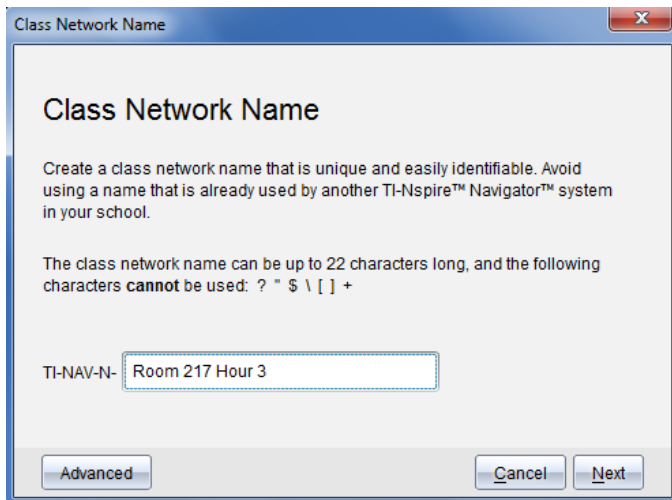 Class Network Name
Class Network Name
Create a class network name that is unique and easily identifiable. Avoid
using a name that is already used by another TI-Nspire™ Navigator™ system
in your school.
The class network name can be up to 22 characters long, and the following
characters cannot be used: ? " $ \ [ ] +
TI-NAV-N- Room 217 Hour 3
Advanced Cancel Next